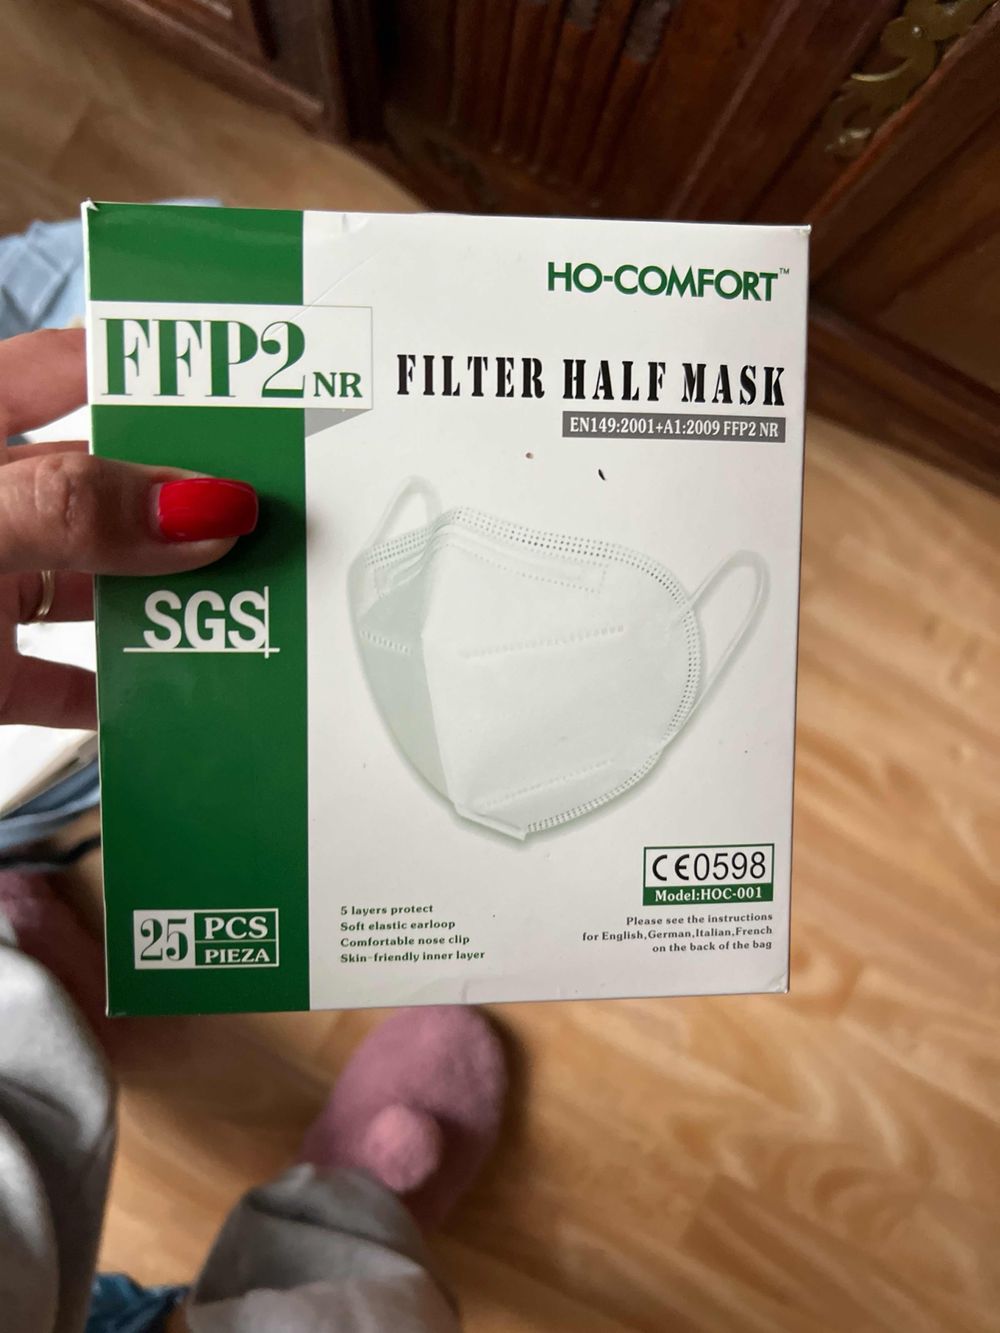 HO-COMFORT™
FFP2 NR
FILTER HALF MASK
EN149:2001+A1:2009 FFP2 NR
SGS
CE0598
Model:HOC-001
25 PCS
PIEZA
5 layers protect
Soft elastic earloop
Comfortable nose clip
Skin-friendly inner layer
Please see the instructions
for English,German,Italian,French
on the back of the bag